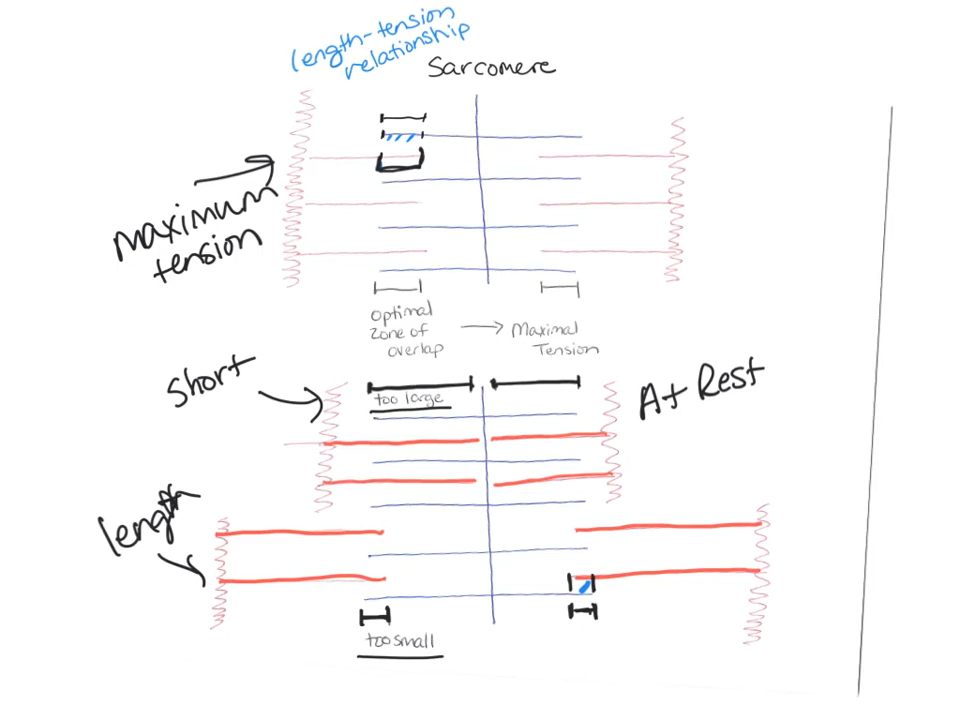 length-tension
relationship
Sarcomere
maximum
tension
optimal
zone of
overlap
Maximal
Tension
short
too large
At Rest
length
too small